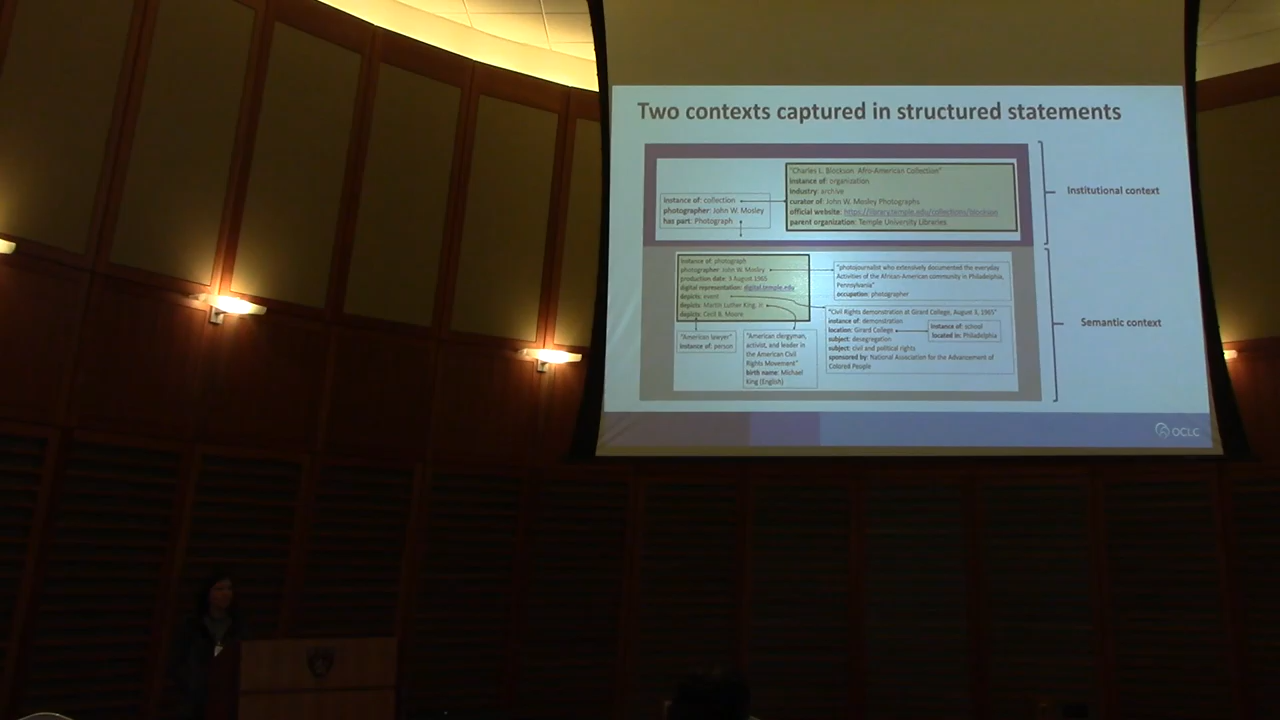 Two contexts captured in structured statements
"Charles L. Blockson Afro-American Collection"
instance of: organization
industry: archive
curator of: John W. Mosley Photographs
official website: https://library.temple.edu/collections/blockson
parent organization: Temple University Libraries
Instance of: collection
photographer: John W. Mosley
has part: Photograph
Institutional context
instance of: photograph
photographer: John W. Mosley
production date: 3 August 1965
digital representation: digital.temple.edu
depicts: event
depicts: Martin Luther King, Jr.
depicts: Cecil B. Moore
"photojournalist who extensively documented the everyday
Activities of the African-American community in Philadelphia,
Pennsylvania"
occupation: photographer
"Civil Rights demonstration at Girard College, August 3, 1965"
instance of: demonstration
location: Girard College
subject: desegregation
subject: civil and political rights
sponsored by: National Association for the Advancement of
Colored People
Instance of: school
located in: Philadelphia
"American lawyer"
instance of: person
"American clergyman,
activist, and leader in
the American Civil
Rights Movement"
birth name: Michael
King (English)
Semantic context
OCLC